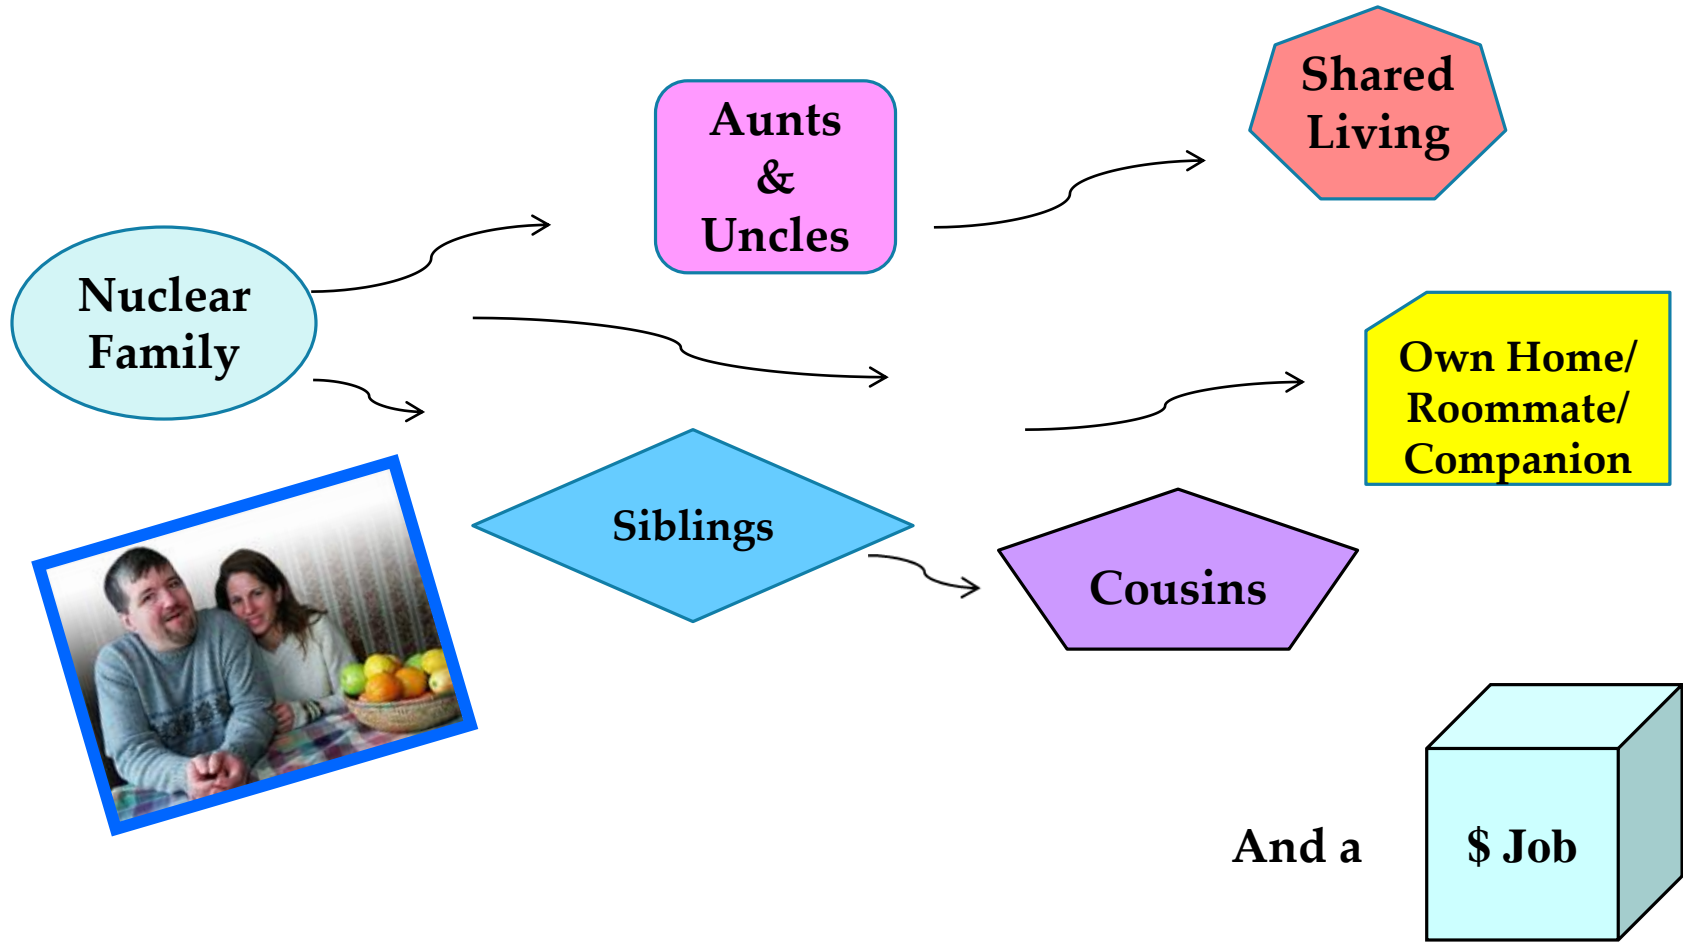 Shared
Living
Aunts
&
Uncles
Nuclear
Family
Own Home/
Roommate/
Companion
Siblings
Cousins
And a
$ Job